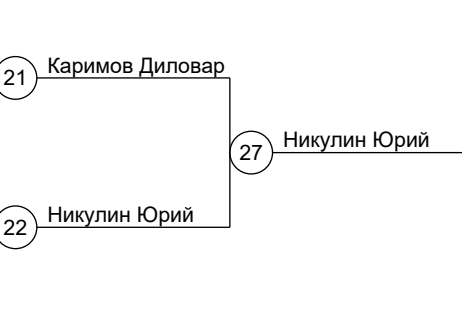 21 Каримов Диловар
27 Никулин Юрий
22 Никулин Юрий